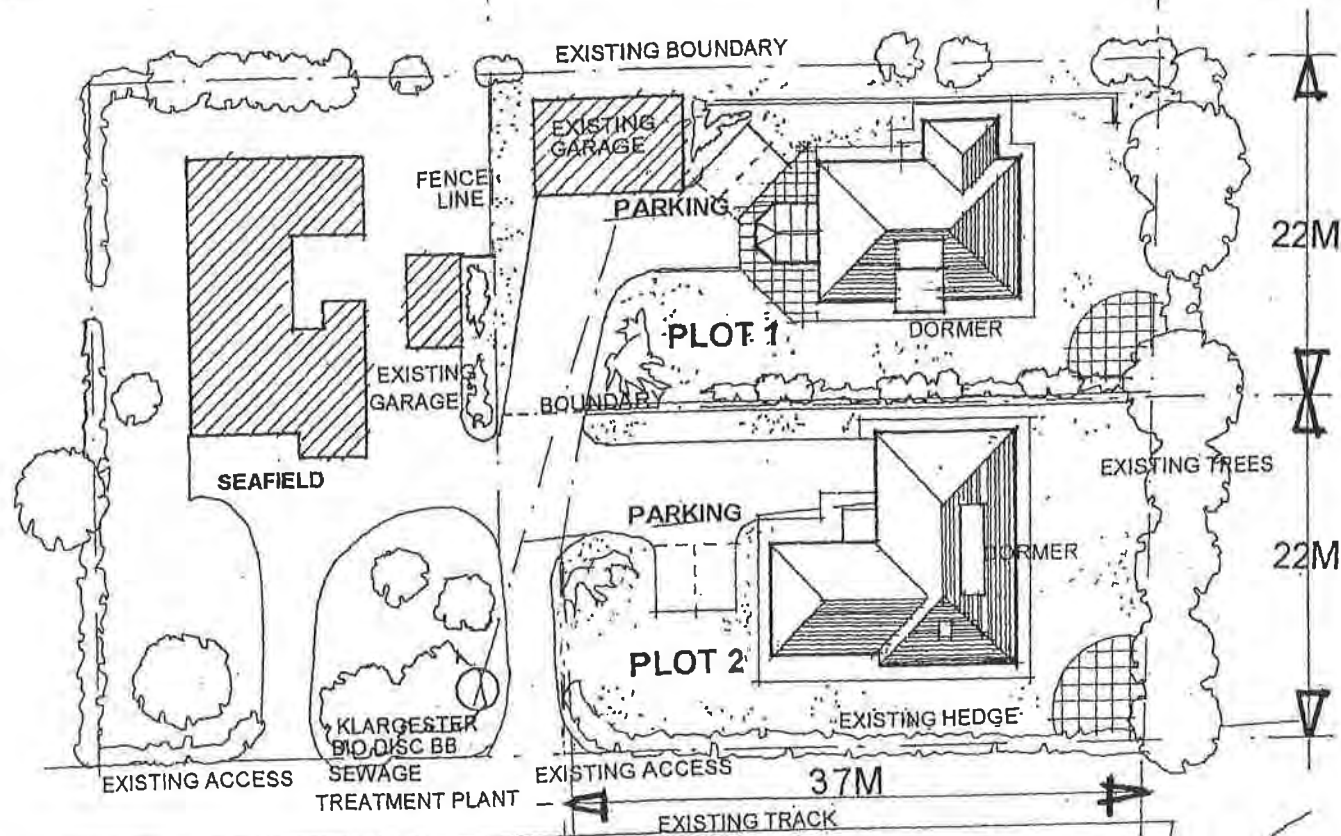 EXISTING BOUNDARY
EXISTING
GARAGE
FENCE
LINE
PARKING
22M
PLOT 1
DORMER
EXISTING
GARAGE
BOUNDARY
EXISTING TREES
SEAFIELD
PARKING
DORMER
22M
PLOT 2
KLARGESTER
BIO DISC BB
SEWAGE
TREATMENT PLANT
EXISTING HEDGE
EXISTING ACCESS
EXISTING ACCESS
37M
EXISTING TRACK